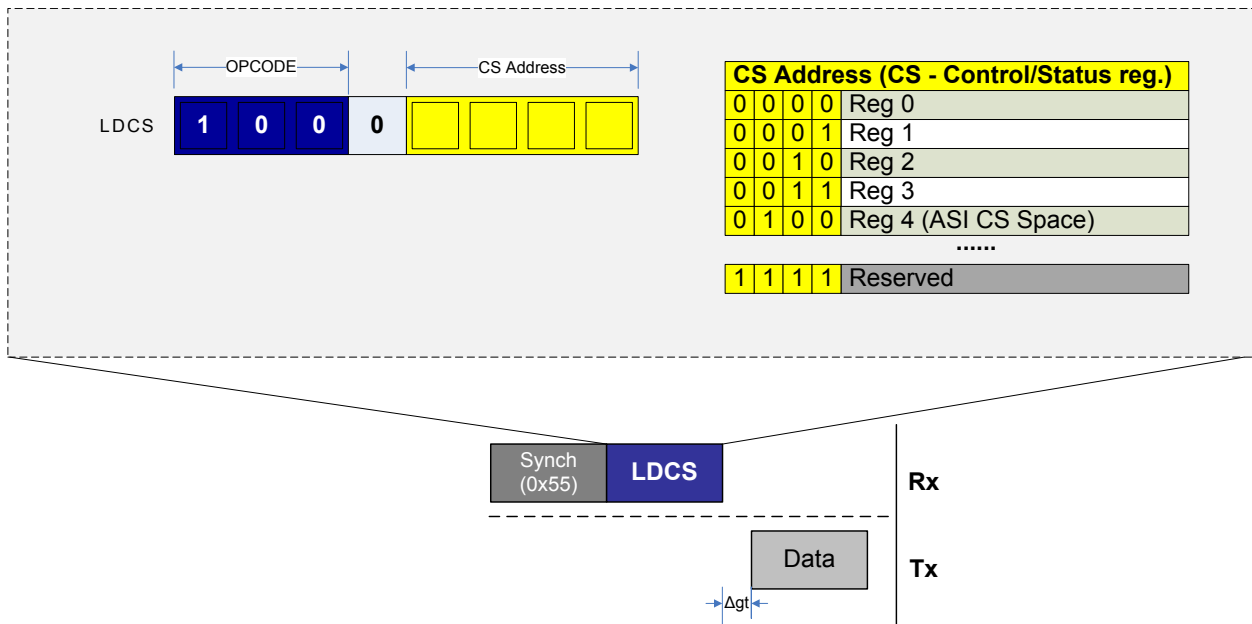 OPCODE
CS Address
LDCS
1 0 0 0
CS Address (CS - Control/Status reg.)
0 0 0 0 Reg 0
0 0 0 1 Reg 1
0 0 1 0 Reg 2
0 0 1 1 Reg 3
0 1 0 0 Reg 4 (ASI CS Space)
......
1 1 1 1 Reserved
Synch
(0x55)
LDCS
Rx
Data
Tx
Δgt